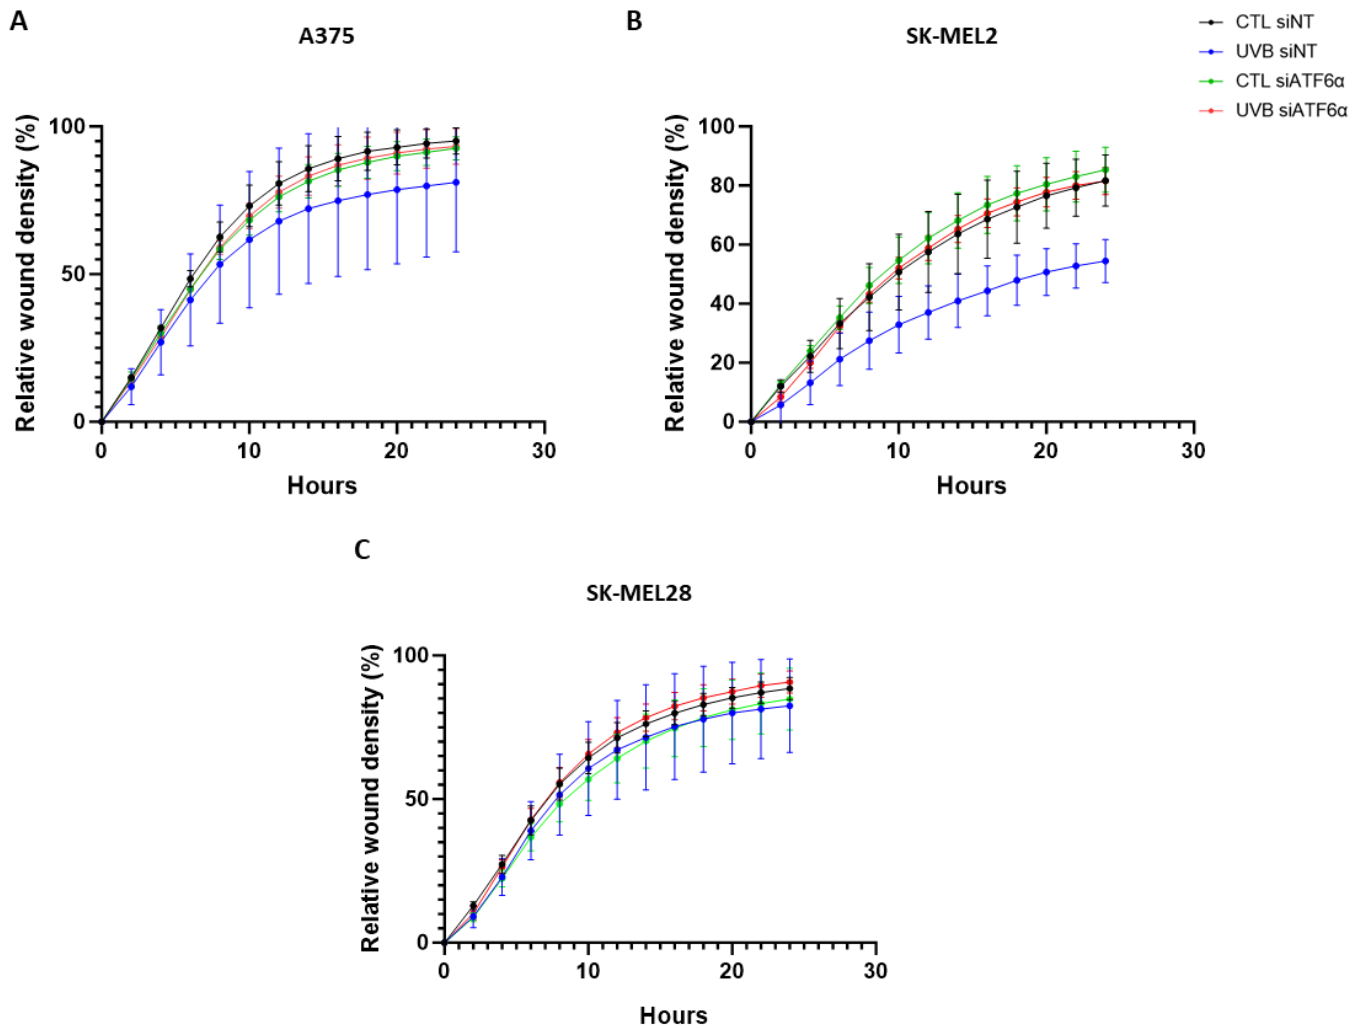 A
A375
B
SK-MEL2
CTL siNT
UVB siNT
CTL siATF6α
UVB siATF6α
Relative wound density (%)
100
50
0
0
10
20
30
Hours
Relative wound density (%)
100
80
60
40
20
0
0
10
20
30
Hours
C
SK-MEL28
Relative wound density (%)
100
50
0
0
10
20
30
Hours